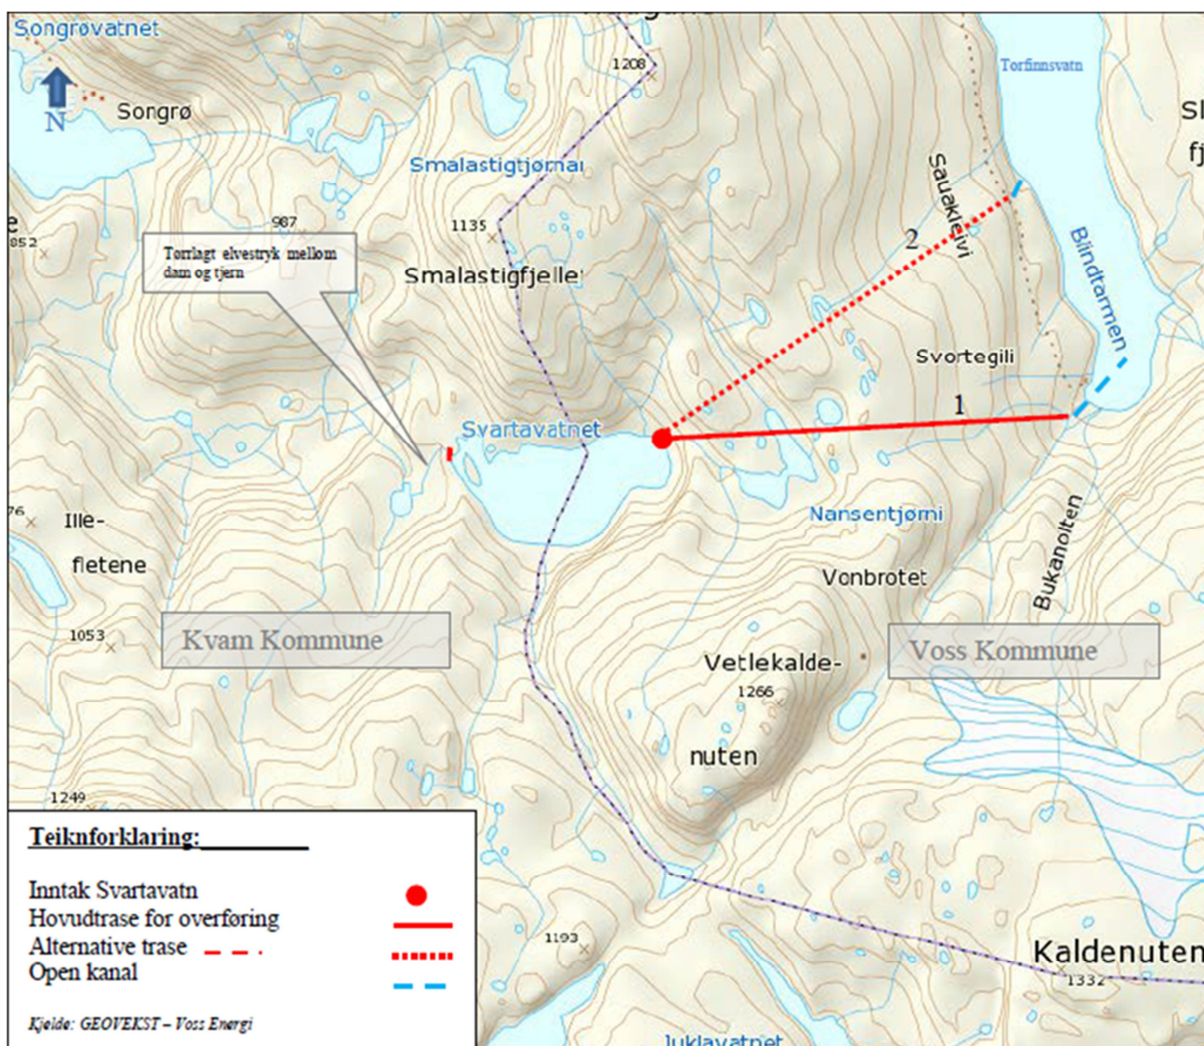 Songrøvatnet
1208
Torfinnsvatn
N
Songrø
Smalastigtjørnai
Sauakleivi
1135
987
852
2
Tørrlagt elvestryk mellom
dam og tjern
Smalastigfjellet
Blindtarmen
Svortegili
1
Svartavatnet
76
Ille-
fletene
Nansentjørni
Bukanolten
Vonbrotet
1053
Kvam Kommune
Voss Kommune
Vetlekalde-
1266
nuten
1249
Teiknforklaring:
Inntak Svartavatn
Hovudtrase for overføring
Alternative trase
Open kanal
Kjelde: GEOVEKST – Voss Energi
1193
Kaldenuten
1332
Juklavatnet